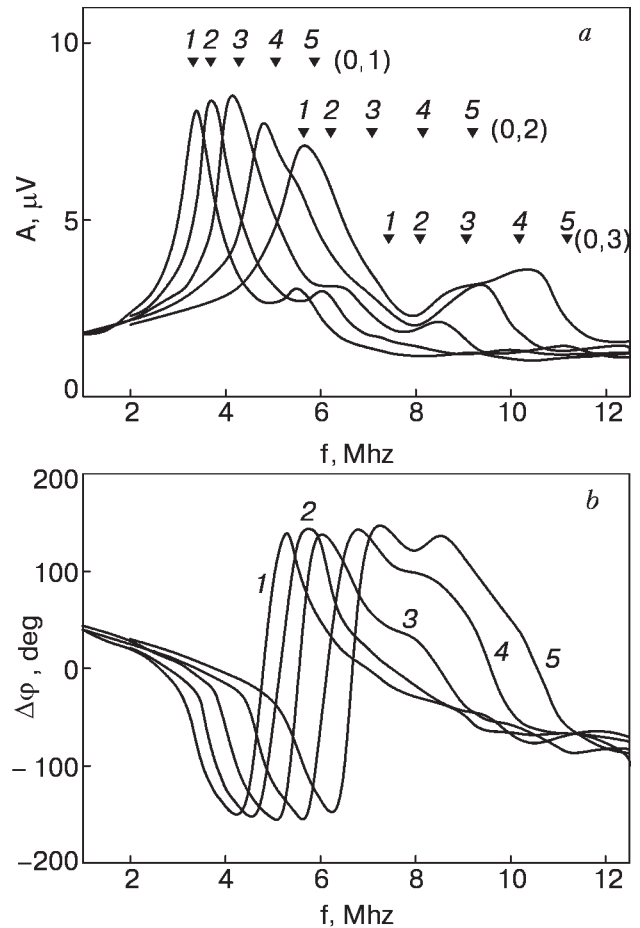 10
1 2 3 4 5 (0,1)
a
1 2 3 4 5 (0,2)
5
1 2 3 4 5 (0,3)
0
A, μV
2 4 6 8 10 12
f, Mhz
200
b
2
100
1
3
4
5
0
– 100
–200
Δφ , deg
2 4 6 8 10 12
f, Mhz